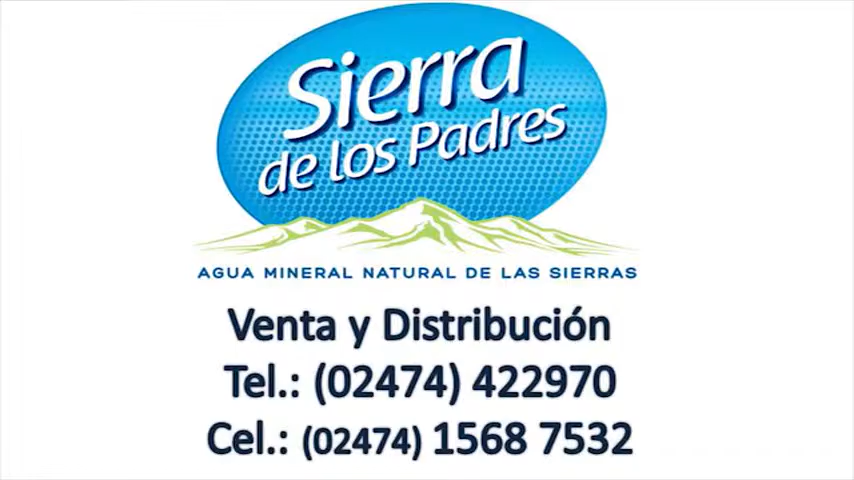 Sierra
de los Padres
AGUA MINERAL NATURAL DE LAS SIERRAS
Venta y Distribución
Tel.: (02474) 422970
Cel.: (02474) 1568 7532